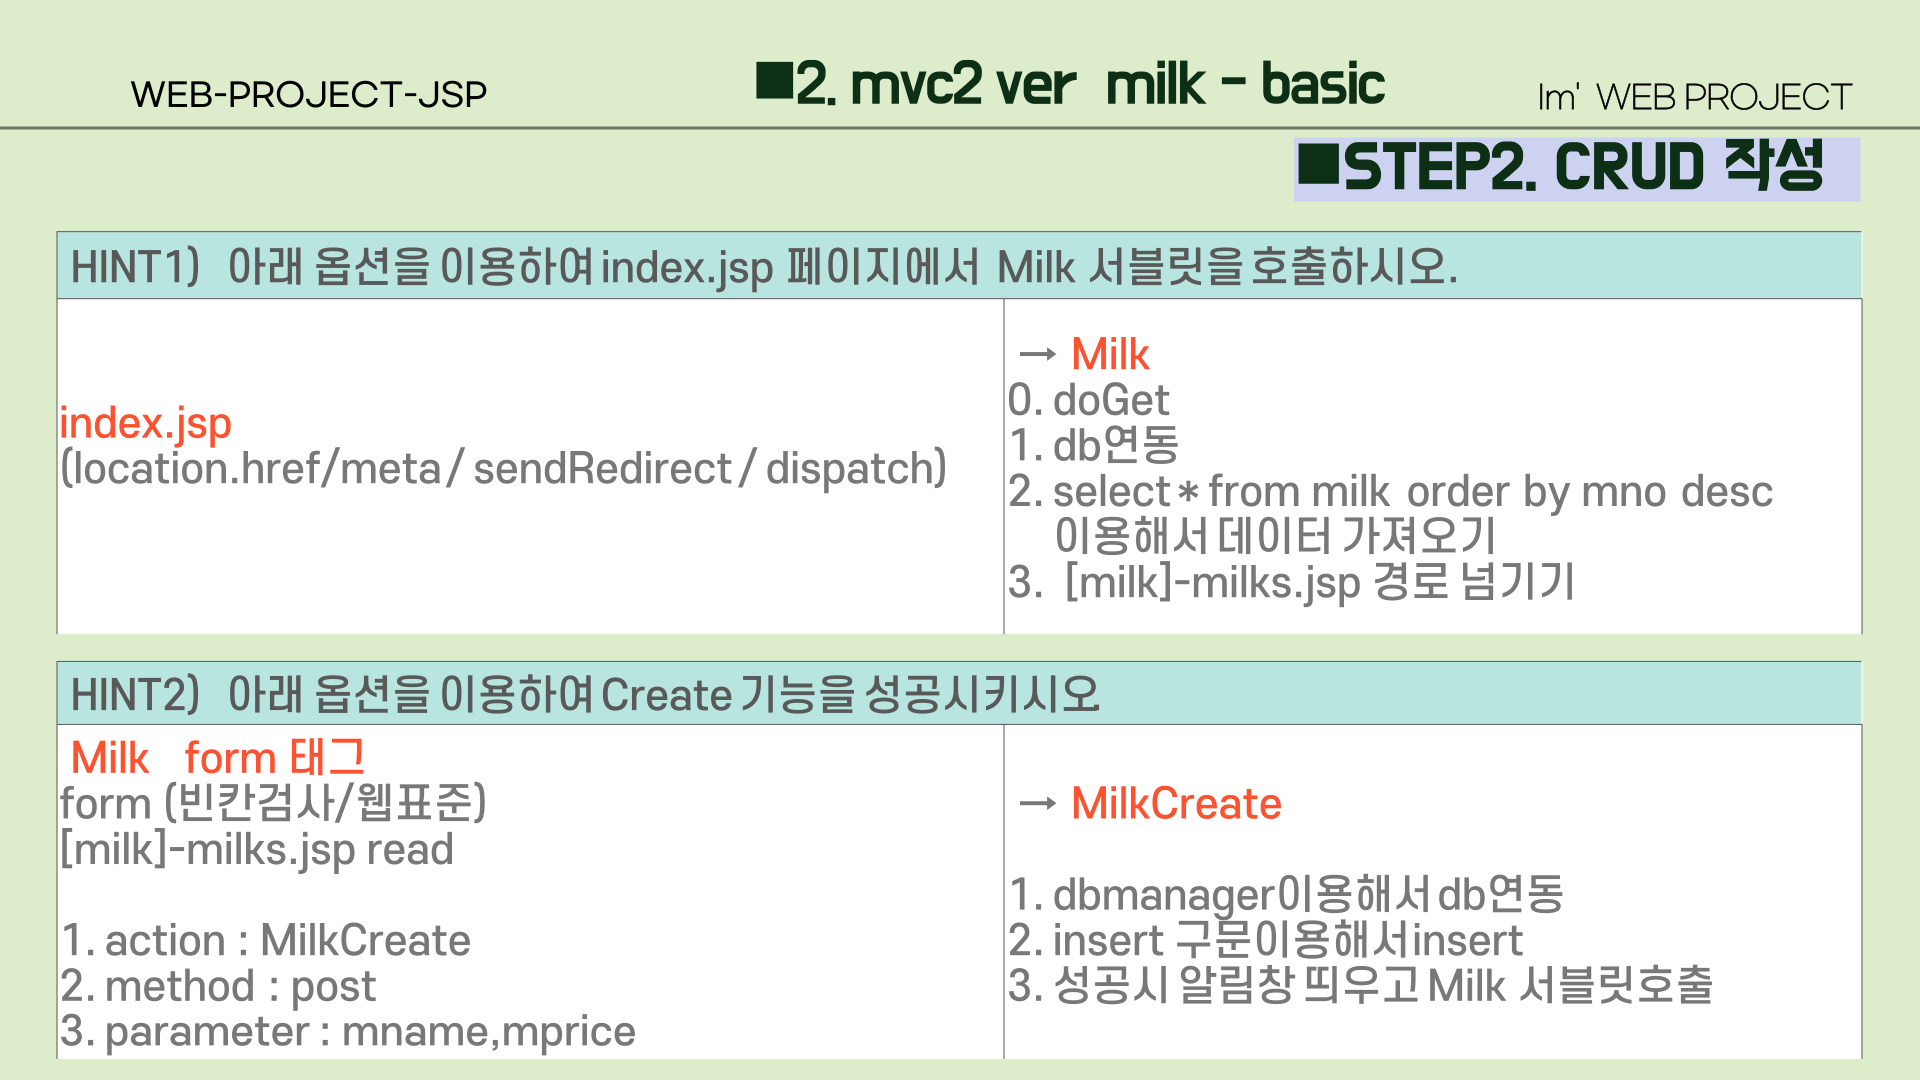 WEB-PROJECT-JSP
■2. mvc2 ver milk - basic
Im' WEB PROJECT
■STEP2. CRUD 작성
HINT1) 아래 옵션을 이용하여 index.jsp 페이지에서 Milk 서블릿을 호출하시오.
index.jsp
(location.href/meta/ sendRedirect / dispatch)
→ Milk
0. doGet
1. db연동
2. select * from milk order by mno desc
이용해서 데이터 가져오기
3. [milk]-milks.jsp 경로 넘기기
HINT2) 아래 옵션을 이용하여 Create 기능을 성공시키시오.
Milk form 태그
form (빈칸검사/웹표준)
[milk]-milks.jsp read
1. action : MilkCreate
2. method : post
3. parameter : mname,mprice
→ MilkCreate
1. dbmanager이용해서 db연동
2. insert 구문이용해서 insert
3. 성공시 알림창 띄우고 Milk 서블릿호출